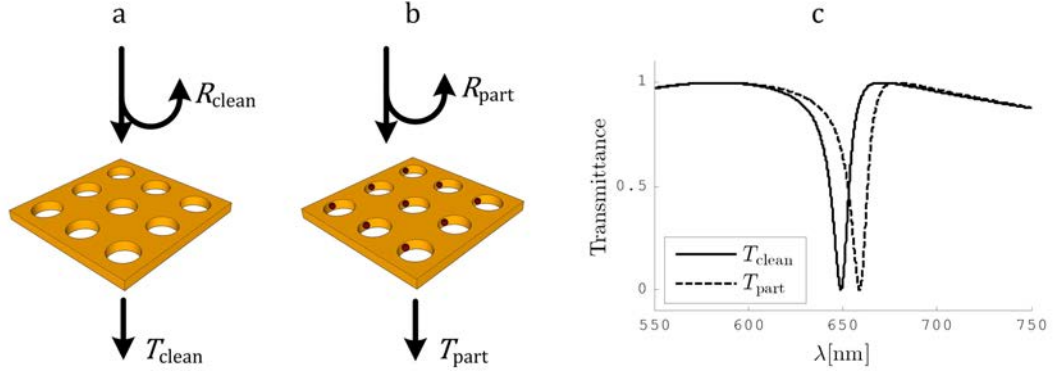 a
b
c
R_clean
R_part
T_clean
T_part
Transmittance
1
0.5
0
T_clean
T_part
550
600
650
700
750
λ[nm]